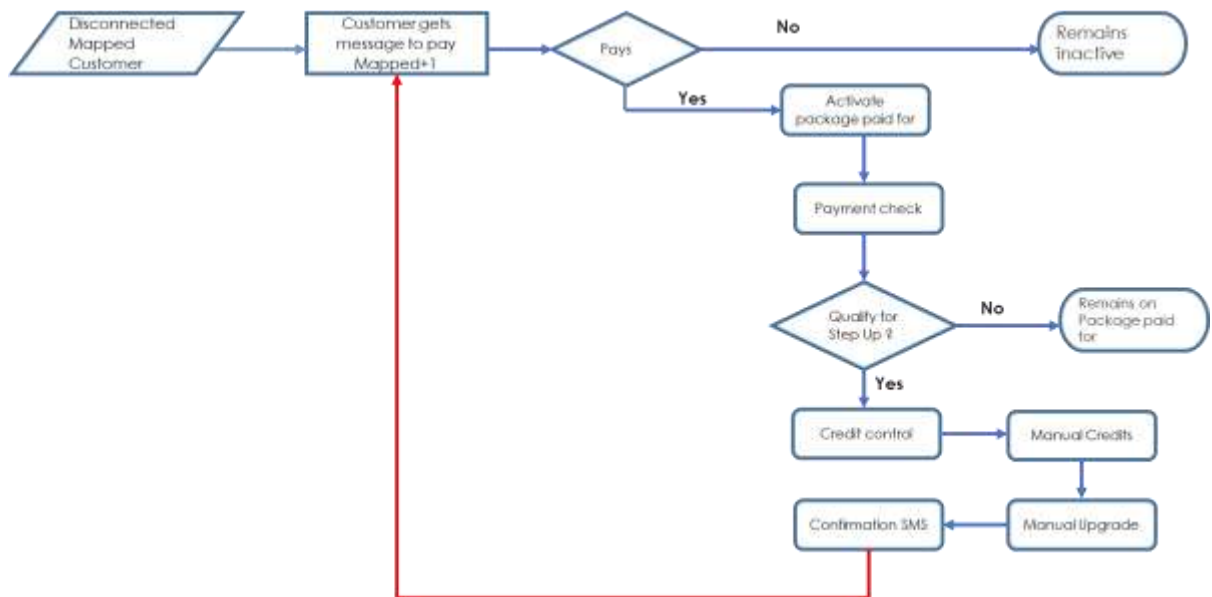 Disconnected
Mapped
Customer
Customer gets
message to pay
Mapped+1
Pays
No
Remains
inactive
Yes
Activate
package paid for
Payment check
Qualify for
Step Up ?
No
Remains on
Package paid
for
Yes
Credit control
Manual Credits
Confirmation SMS
Manual Upgrade